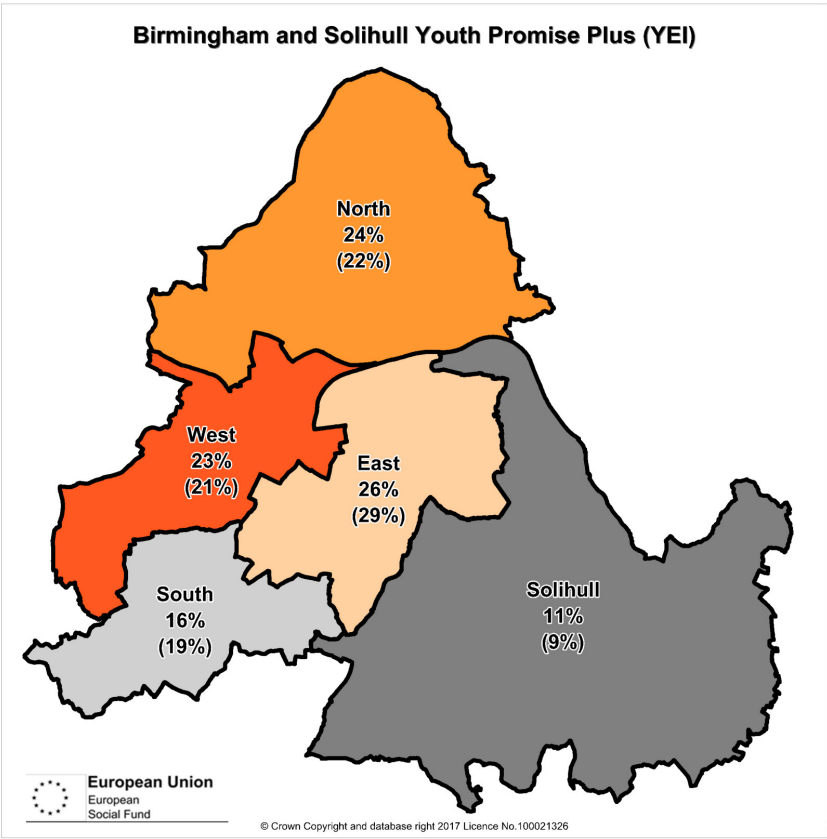 Birmingham and Solihull Youth Promise Plus (YEI)
North
24%
(22%)
West
23%
(21%)
East
26%
(29%)
South
16%
(19%)
Solihull
11%
(9%)
European Union
European
Social Fund
© Crown Copyright and database right 2017 Licence No.100021326